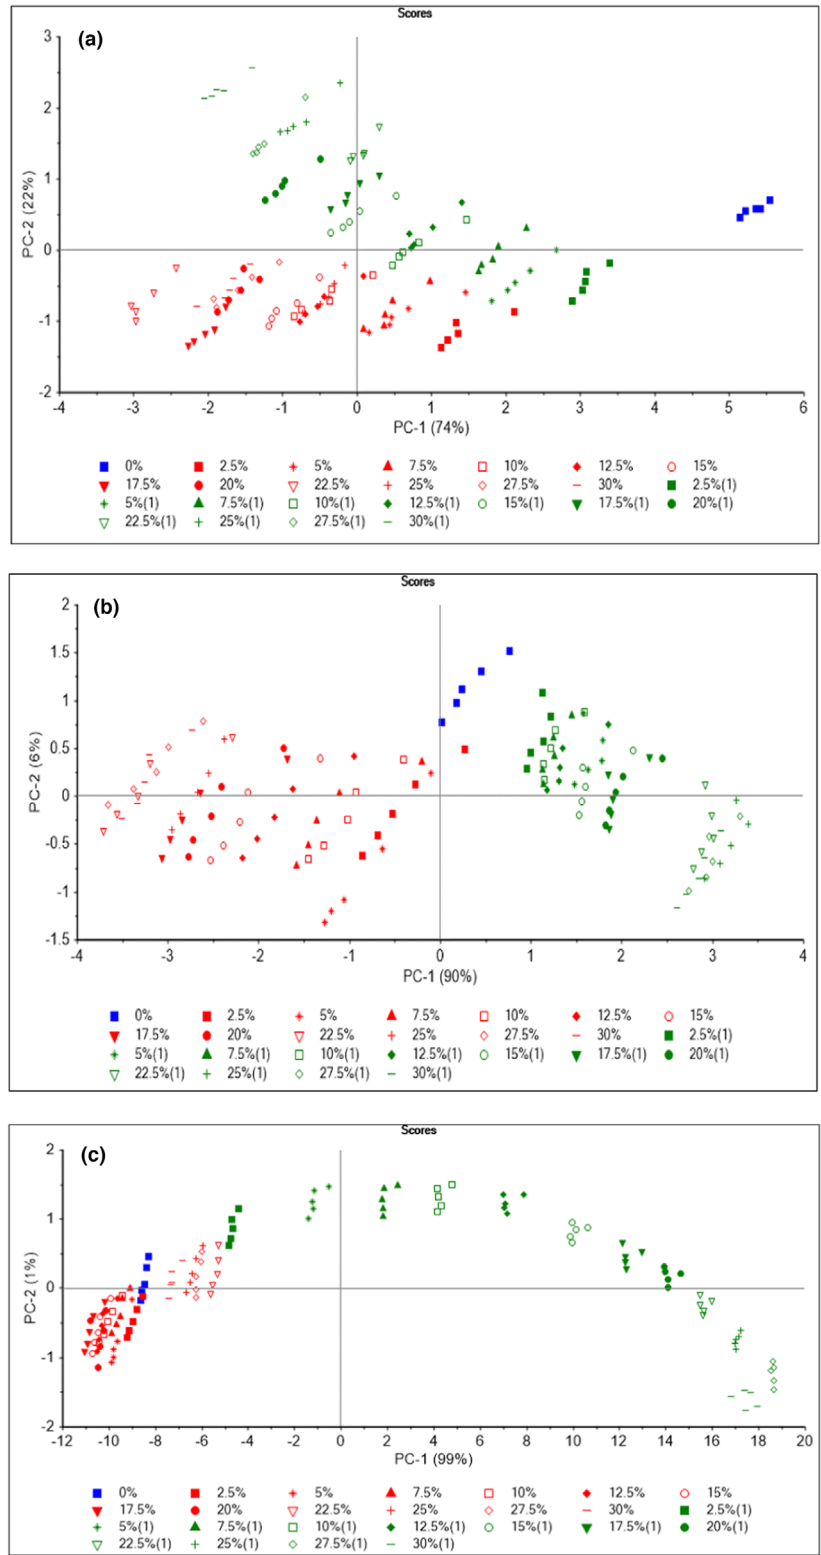 Scores
(a)
3
2
1
0
-1
-2
PC-2 (22%)
-4 -3 -2 -1 0 1 2 3 4 5 6
PC-1 (74%)
0% 2.5% 5% 7.5% 10% 12.5% 15%
17.5% 20% 22.5% 25% 27.5% 30% 2.5%(1)
5%(1) 7.5%(1) 10%(1) 12.5%(1) 15%(1) 17.5%(1) 20%(1)
22.5%(1) 25%(1) 27.5%(1) 30%(1)
Scores
(b)
2
1.5
1
0.5
0
-0.5
-1
-1.5
PC-2 (6%)
-4 -3 -2 -1 0 1 2 3 4
PC-1 (90%)
0% 2.5% 5% 7.5% 10% 12.5% 15%
17.5% 20% 22.5% 25% 27.5% 30% 2.5%(1)
5%(1) 7.5%(1) 10%(1) 12.5%(1) 15%(1) 17.5%(1) 20%(1)
22.5%(1) 25%(1) 27.5%(1) 30%(1)
Scores
(c)
2
1
0
-1
-2
PC-2 (1%)
-12 -10 -8 -6 -4 -2 0 2 4 6 8 10 12 14 16 18 20
PC-1 (99%)
0% 2.5% 5% 7.5% 10% 12.5% 15%
17.5% 20% 22.5% 25% 27.5% 30% 2.5%(1)
5%(1) 7.5%(1) 10%(1) 12.5%(1) 15%(1) 17.5%(1) 20%(1)
22.5%(1) 25%(1) 27.5%(1) 30%(1)